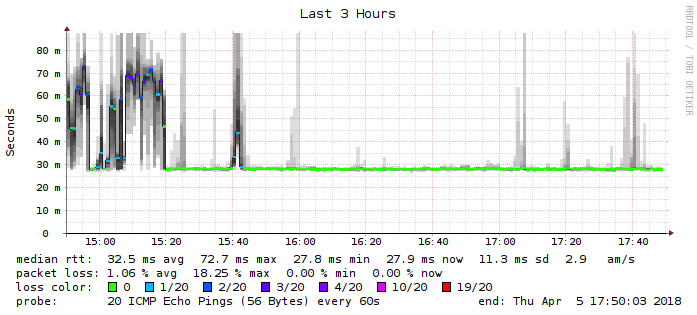 Last 3 Hours
RRDTOOL / TOBI OETIKER
Seconds
80 m
70 m
60 m
50 m
40 m
30 m
20 m
10 m
0
15:00 15:20 15:40 16:00 16:20 16:40 17:00 17:20 17:40
median rtt: 32.5 ms avg 72.7 ms max 27.8 ms min 27.9 ms now 11.3 ms sd 2.9 am/s
packet loss: 1.06 % avg 18.25 % max 0.00 % min 0.00 % now
loss color: 0 1/20 2/20 3/20 4/20 10/20 19/20
probe: 20 ICMP Echo Pings (56 Bytes) every 60s end: Thu Apr 5 17:50:03 2018